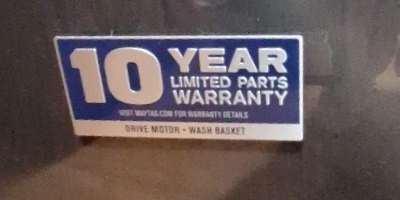 10 YEAR
LIMITED PARTS
WARRANTY
VISIT MAYTAG.COM FOR WARRANTY DETAILS
DRIVE MOTOR • WASH BASKET